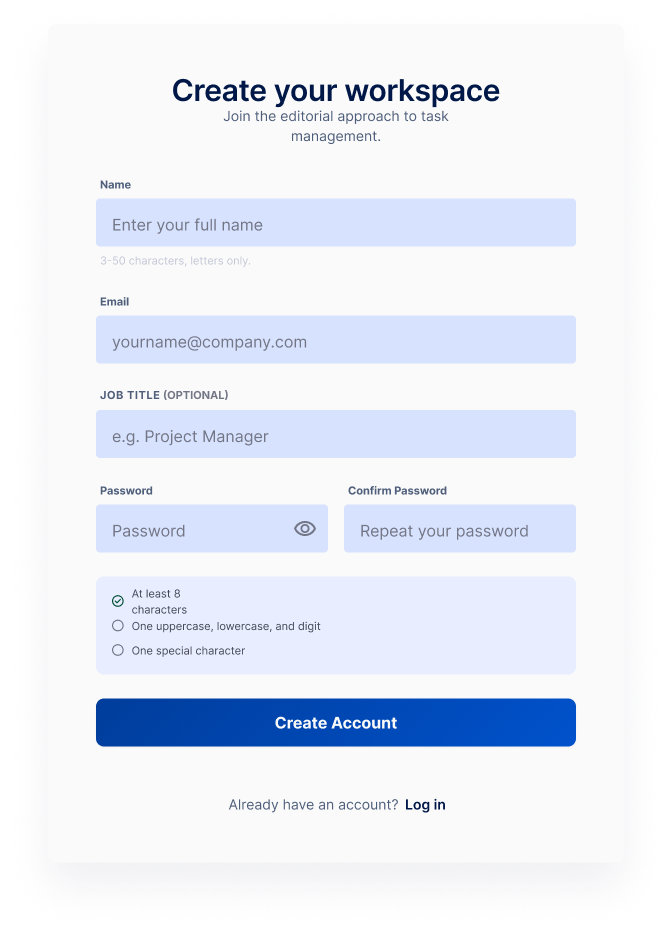 Create your workspace
Join the editorial approach to task
management.
Name
Enter your full name
3-50 characters, letters only.
Email
yourname@company.com
JOB TITLE (OPTIONAL)
e.g. Project Manager
Password
Confirm Password
Password
Repeat your password
At least 8
characters
One uppercase, lowercase, and digit
One special character
Create Account
Already have an account? Log in